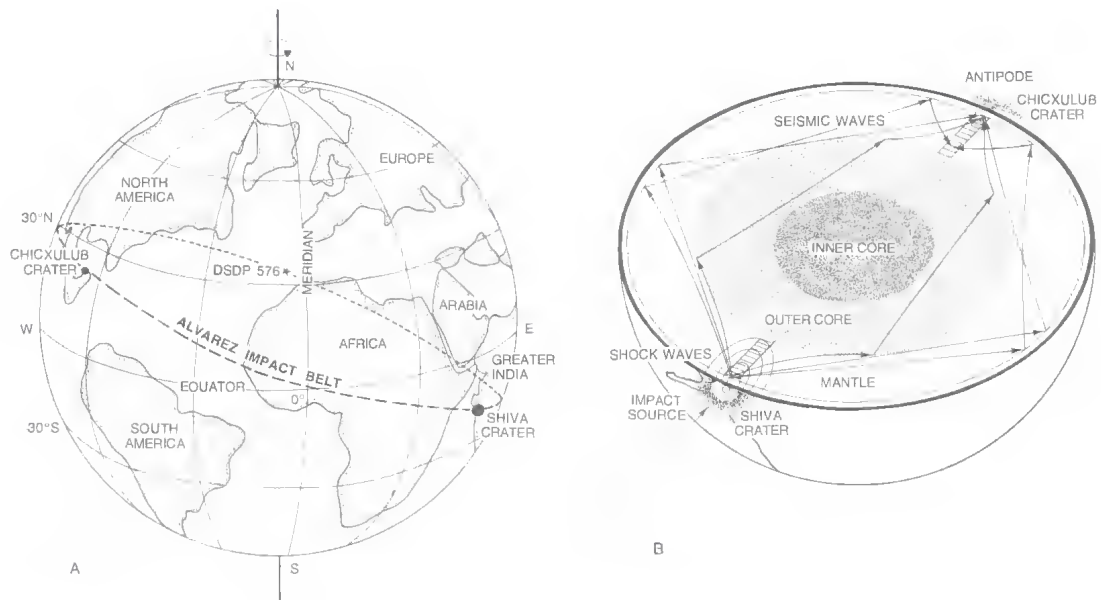 N
EUROPE
NORTH
AMERICA
30°N
CHICXULUB
CRATER
DSDP 576
MERIDIAN
ARABIA
W
E
ALVAREZ IMPACT BELT
AFRICA
GREATER
INDIA
EQUATOR
0°
SHIVA
CRATER
30°S
SOUTH
AMERICA
A
S
ANTIPODE
CHICXULUB
CRATER
SEISMIC WAVES
INNER CORE
OUTER CORE
SHOCK WAVES
MANTLE
IMPACT
SOURCE
SHIVA
CRATER
B